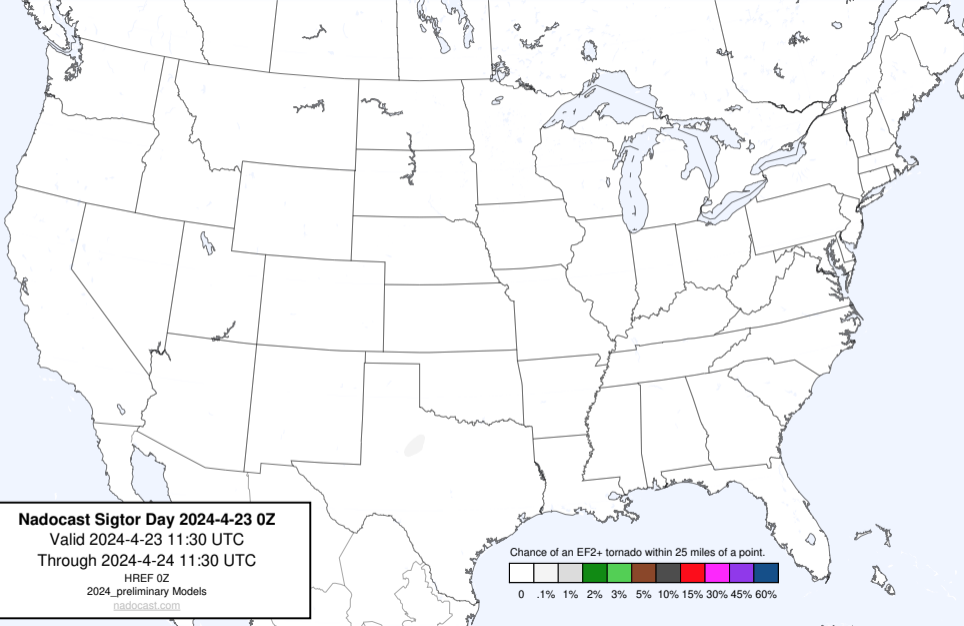 Nadocast Sigtor Day 2024-4-23 0Z
Valid 2024-4-23 11:30 UTC
Through 2024-4-24 11:30 UTC
HREF 0Z
2024_preliminary Models
nadocast.com
Chance of an EF2+ tornado within 25 miles of a point.
0 .1% 1% 2% 3% 5% 10% 15% 30% 45% 60%